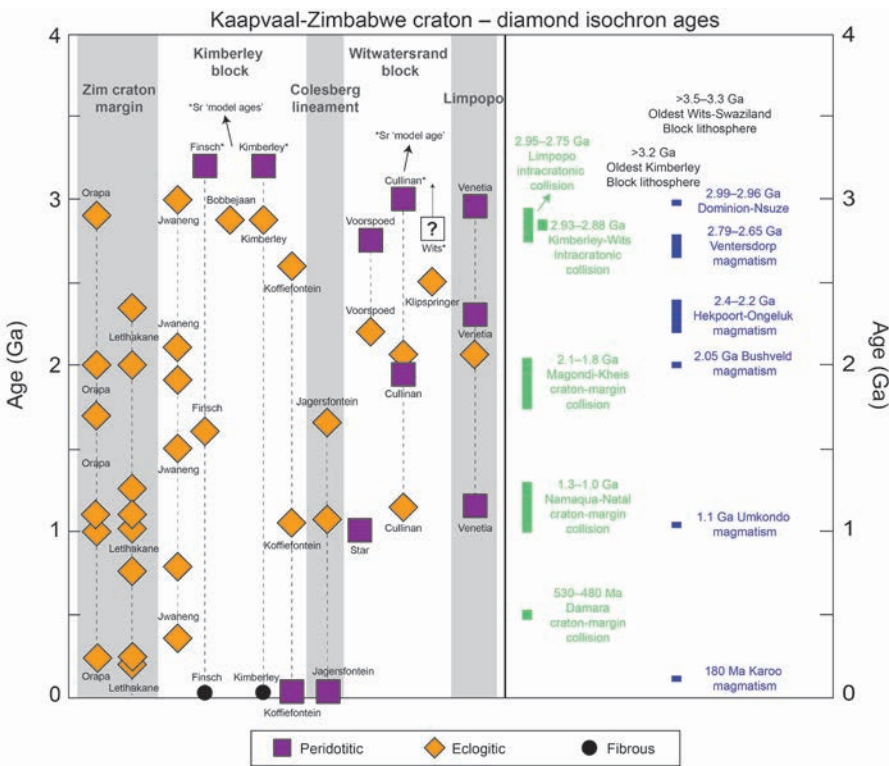 Kaapvaal-Zimbabwe craton – diamond isochron ages
4
4
Kimberley
block
Witwatersrand
block
Zim craton
margin
Colesberg
lineament
Limpopo
*Sr 'model ages'
*Sr 'model age'
Finsch*
Kimberley*
Cullinan*
Orapa
Jwaneng
Bobbejaan
Kimberley
Voorspoed
?
Wits*
Venetia
Koffiefontein
Klipspringer
Letlhakane
Jwaneng
Voorspoed
Venetia
Orapa
Cullinan
Finsch
Jagersfontein
Orapa
Jwaneng
Letlhakane
Koffiefontein
Star
Cullinan
Venetia
Jwaneng
Orapa
Letlhakane
Finsch
Kimberley
Koffiefontein
Jagersfontein
>3.5–3.3 Ga
Oldest Wits-Swaziland
Block lithosphere
>3.2 Ga
Oldest Kimberley
Block lithosphere
2.95–2.75 Ga
Limpopo
intracratonic
collision
2.93–2.88 Ga
Kimberley-Wits
Intracratonic
collision
2.1–1.8 Ga
Magondi-Kheis
craton-margin
collision
1.3–1.0 Ga
Namaqua-Natal
craton-margin
collision
530–480 Ma
Damara
craton-margin
collision
2.99–2.96 Ga
Dominion-Nsuze
2.79–2.65 Ga
Ventersdorp
magmatism
2.4–2.2 Ga
Hekpoort-Ongeluk
magmatism
2.05 Ga Bushveld
magmatism
1.1 Ga Umkondo
magmatism
180 Ma Karoo
magmatism
3
3
2
2
1
1
0
0
Age (Ga)
Age (Ga)
Peridotitic
Eclogitic
Fibrous